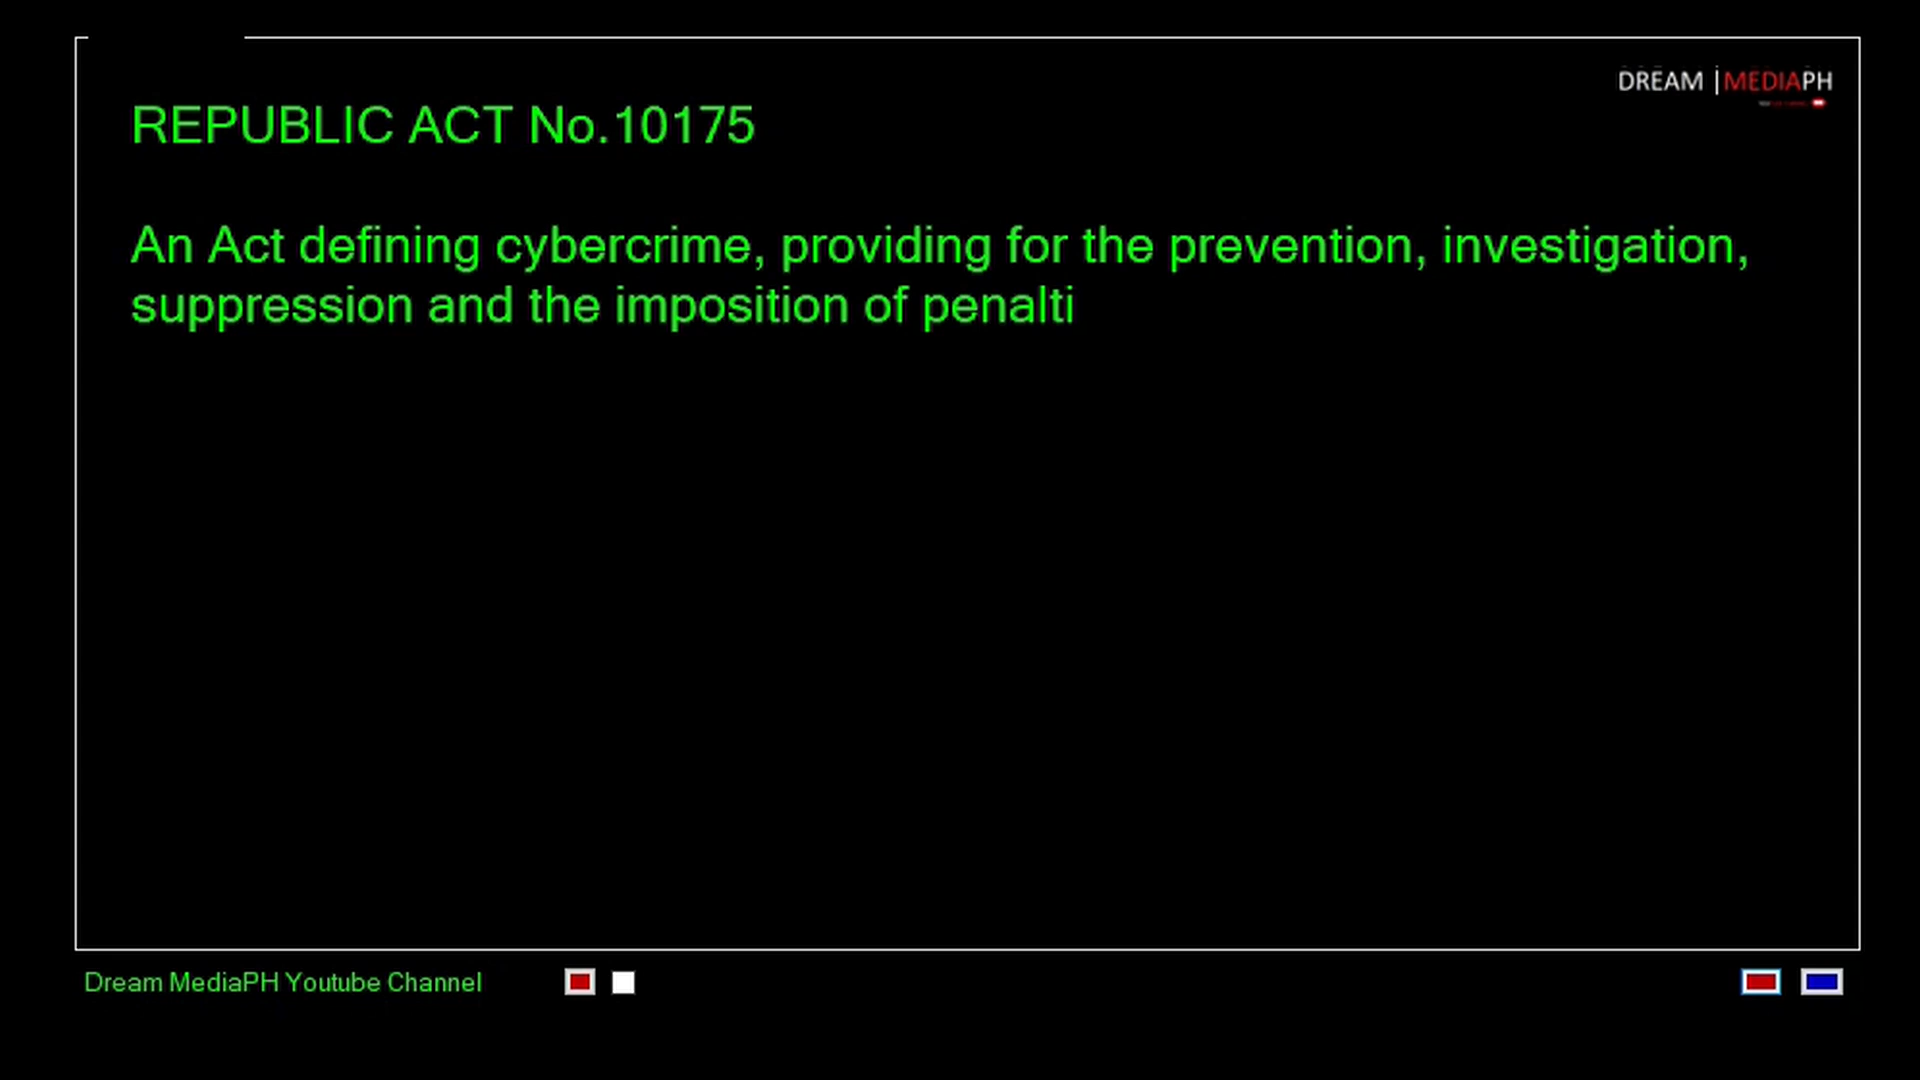 DREAM |MEDIAPH
REPUBLIC ACT No.10175
An Act defining cybercrime, providing for the prevention, investigation,
suppression and the imposition of penalti
Dream MediaPH Youtube Channel